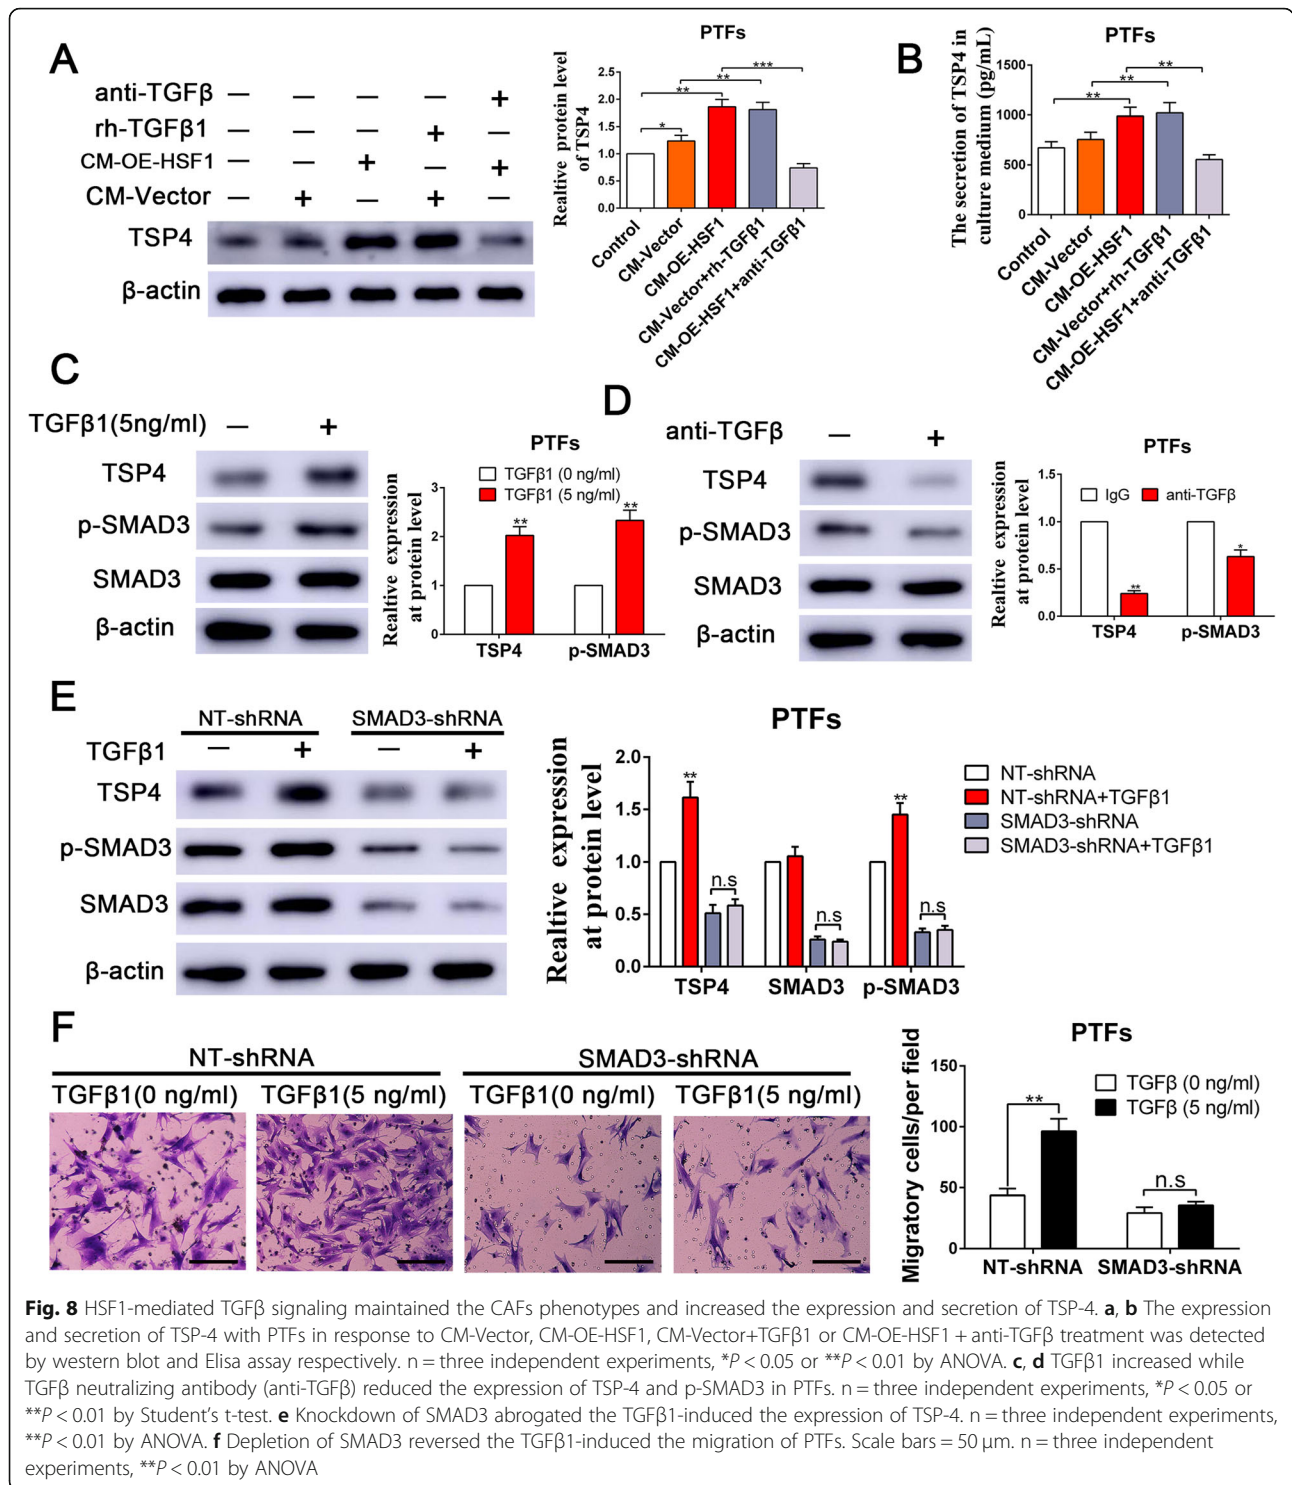 A
anti-TGFβ — — — — +
rh-TGFβ1 — — — + —
CM-OE-HSF1 — — + — +
CM-Vector — + — + —
TSP4
β-actin
PTFs
Realtive protein level
of TSP4
2.5
2.0
1.5
1.0
0.5
0.0
* ** ** ***
Control
CM-Vector
CM-OE-HSF1
CM-Vector+rh-TGFβ1
CM-OE-HSF1+anti-TGFβ1
B
PTFs
The secretion of TSP4 in
culture medium (pg/mL)
1500
1000
500
0
** ** **
Control
CM-Vector
CM-OE-HSF1
CM-Vector+rh-TGFβ1
CM-OE-HSF1+anti-TGFβ1
C
TGFβ1(5ng/ml) — +
TSP4
p-SMAD3
SMAD3
β-actin
PTFs
TGFβ1 (0 ng/ml)
TGFβ1 (5 ng/ml)
Realtive expression
at protein level
3
2
1
0
** **
TSP4 p-SMAD3
D
anti-TGFβ — +
TSP4
p-SMAD3
SMAD3
β-actin
PTFs
IgG anti-TGFβ
Realtive expression
at protein level
1.5
1.0
0.5
0.0
** *
TSP4 p-SMAD3
E
NT-shRNA SMAD3-shRNA
TGFβ1 — + — +
TSP4
p-SMAD3
SMAD3
β-actin
PTFs
Realtive expression
at protein level
2.0
1.5
1.0
0.5
0.0
** n.s n.s ** n.s
TSP4 SMAD3 p-SMAD3
NT-shRNA
NT-shRNA+TGFβ1
SMAD3-shRNA
SMAD3-shRNA+TGFβ1
F
NT-shRNA SMAD3-shRNA
TGFβ1(0 ng/ml) TGFβ1(5 ng/ml) TGFβ1(0 ng/ml) TGFβ1(5 ng/ml)
PTFs
Migratory cells/per field
150
100
50
0
TGFβ (0 ng/ml)
TGFβ (5 ng/ml)
** n.s
NT-shRNA SMAD3-shRNA
Fig. 8 HSF1-mediated TGFβ signaling maintained the CAFs phenotypes and increased the expression and secretion of TSP-4. a, b The expression
and secretion of TSP-4 with PTFs in response to CM-Vector, CM-OE-HSF1, CM-Vector+TGFβ1 or CM-OE-HSF1 + anti-TGFβ treatment was detected
by western blot and Elisa assay respectively. n = three independent experiments, *P < 0.05 or **P < 0.01 by ANOVA. c, d TGFβ1 increased while
TGFβ neutralizing antibody (anti-TGFβ) reduced the expression of TSP-4 and p-SMAD3 in PTFs. n = three independent experiments, *P < 0.05 or
**P < 0.01 by Student's t-test. e Knockdown of SMAD3 abrogated the TGFβ1-induced the expression of TSP-4. n = three independent experiments,
**P < 0.01 by ANOVA. f Depletion of SMAD3 reversed the TGFβ1-induced the migration of PTFs. Scale bars = 50 μm. n = three independent
experiments, **P < 0.01 by ANOVA